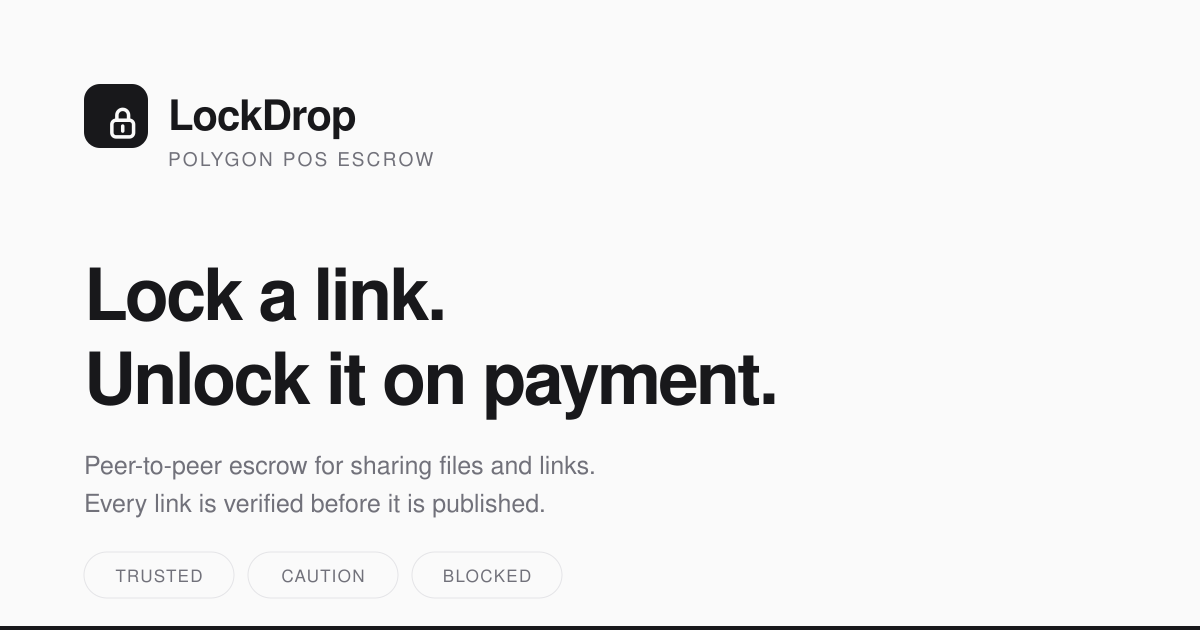 LockDrop
POLYGON POS ESCROW
Lock a link.
Unlock it on payment.
Peer-to-peer escrow for sharing files and links.
Every link is verified before it is published.
TRUSTED CAUTION BLOCKED